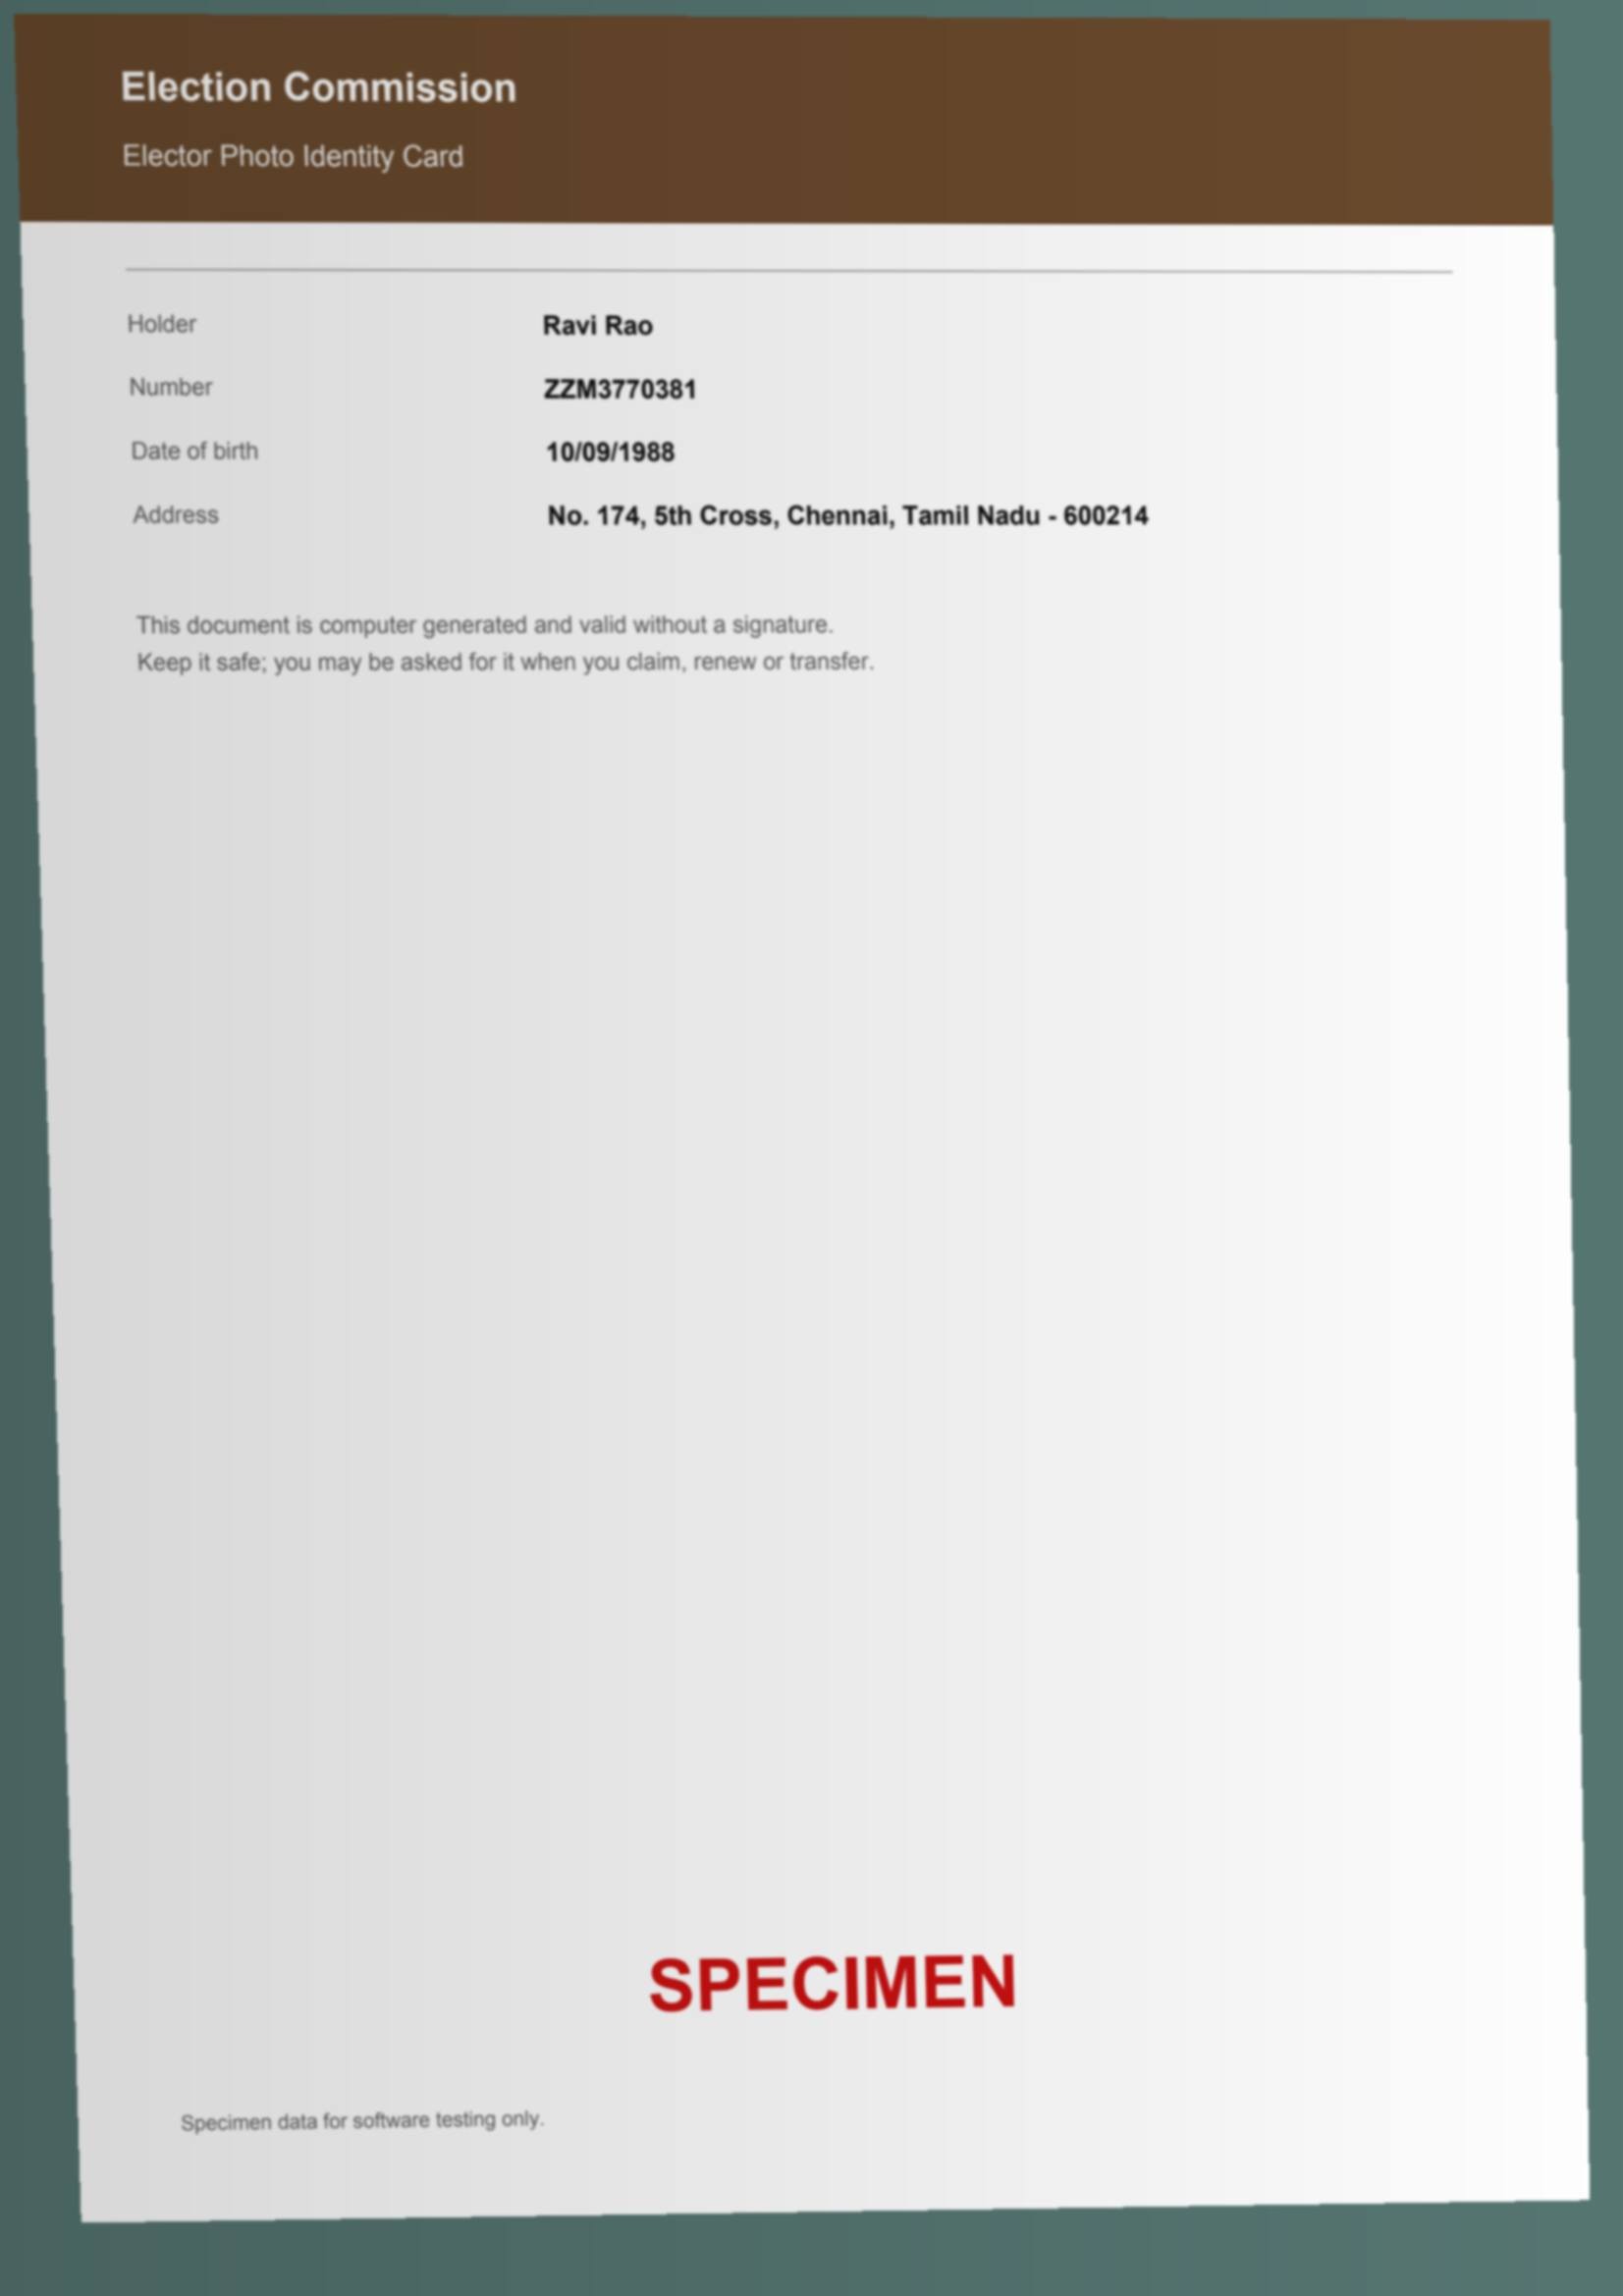 Election Commission
Elector Photo Identity Card
Holder Ravi Rao
Number ZZM3770381
Date of birth 10/09/1988
Address No. 174, 5th Cross, Chennai, Tamil Nadu - 600214
This document is computer generated and valid without a signature.
Keep it safe; you may be asked for it when you claim, renew or transfer.
SPECIMEN
Specimen data for software testing only.